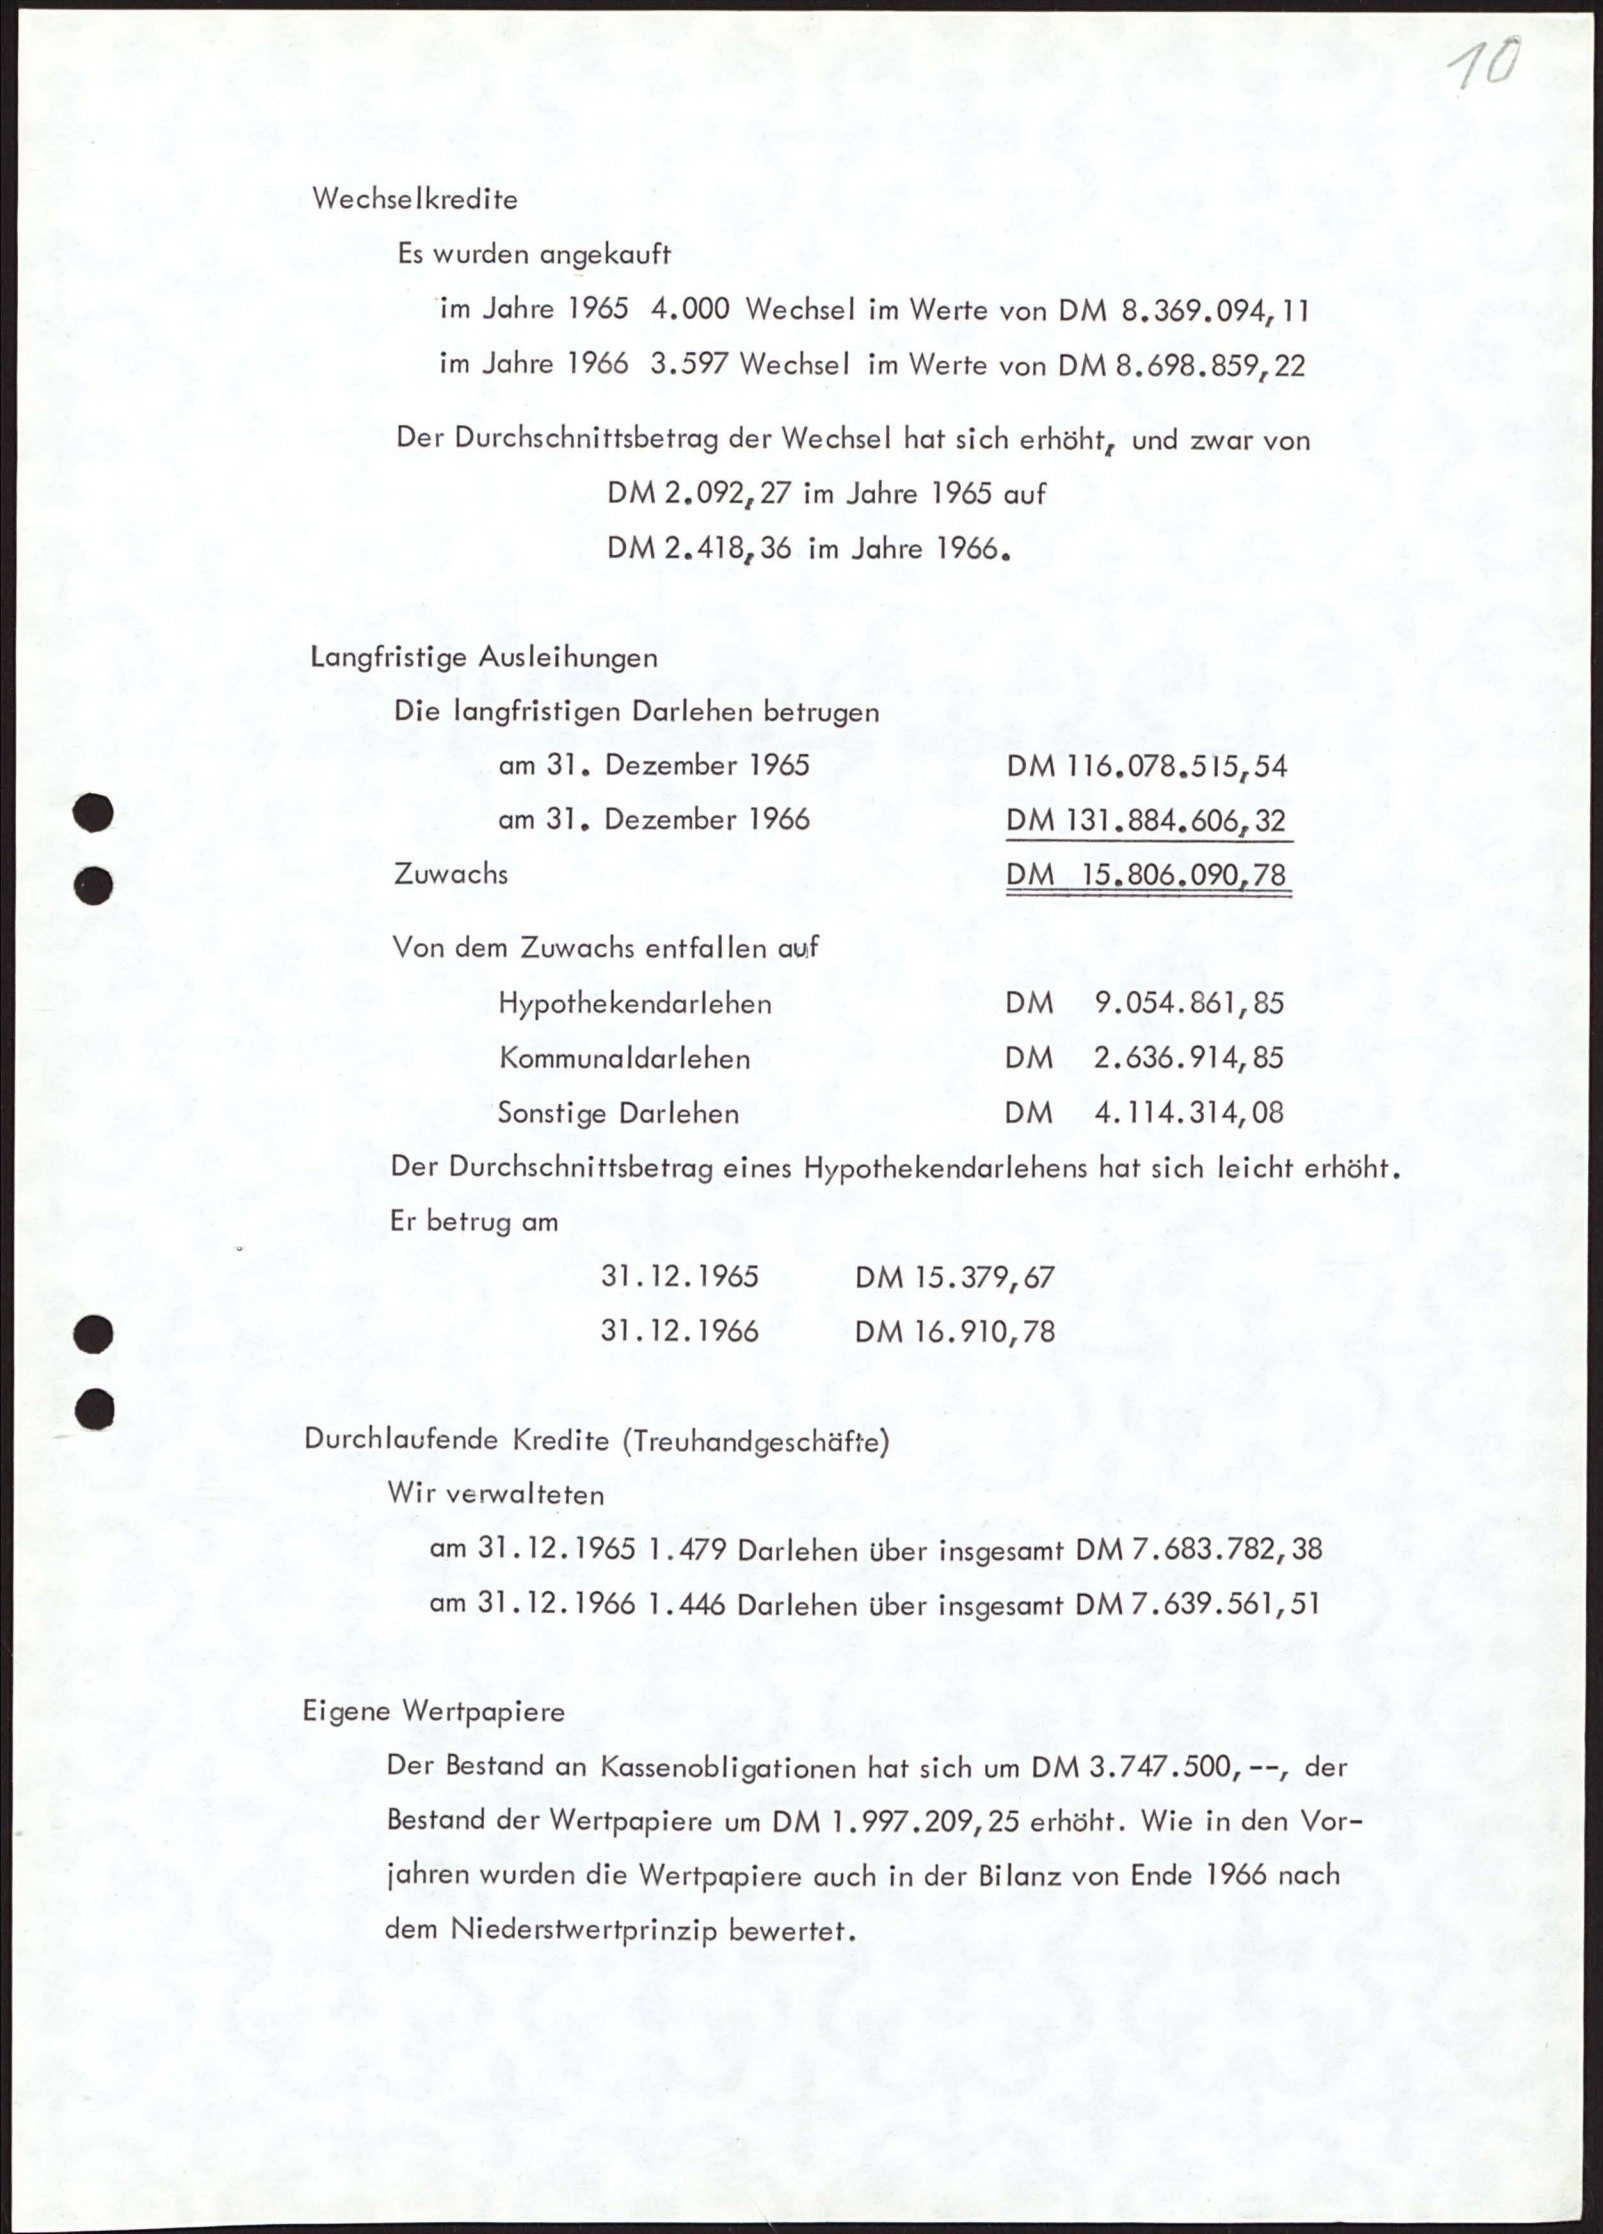 10
Wechselkredite
Es wurden angekauft
im Jahre 1965 4.000 Wechsel im Werte von DM 8.369.094,11
im Jahre 1966 3.597 Wechsel im Werte von DM 8.698.859,22
Der Durchschnittsbetrag der Wechsel hat sich erhöht, und zwar von
DM 2.092,27 im Jahre 1965 auf
DM 2.418,36 im Jahre 1966.
Langfristige Ausleihungen
Die langfristigen Darlehen betrugen
am 31. Dezember 1965 DM 116.078.515,54
am 31. Dezember 1966 DM 131.884.606,32
Zuwachs DM 15.806.090,78
Von dem Zuwachs entfallen auf
Hypothekendarlehen DM 9.054.861,85
Kommunaldarlehen DM 2.636.914,85
Sonstige Darlehen DM 4.114.314,08
Der Durchschnittsbetrag eines Hypothekendarlehens hat sich leicht erhöht.
Er betrug am
31.12.1965 DM 15.379,67
31.12.1966 DM 16.910,78
Durchlaufende Kredite (Treuhandgeschäfte)
Wir verwalteten
am 31.12.1965 1.479 Darlehen über insgesamt DM 7.683.782,38
am 31.12.1966 1.446 Darlehen über insgesamt DM 7.639.561,51
Eigene Wertpapiere
Der Bestand an Kassenobligationen hat sich um DM 3.747.500,--, der
Bestand der Wertpapiere um DM 1.997.209,25 erhöht. Wie in den Vor-
jahren wurden die Wertpapiere auch in der Bilanz von Ende 1966 nach
dem Niederstwertprinzip bewertet.